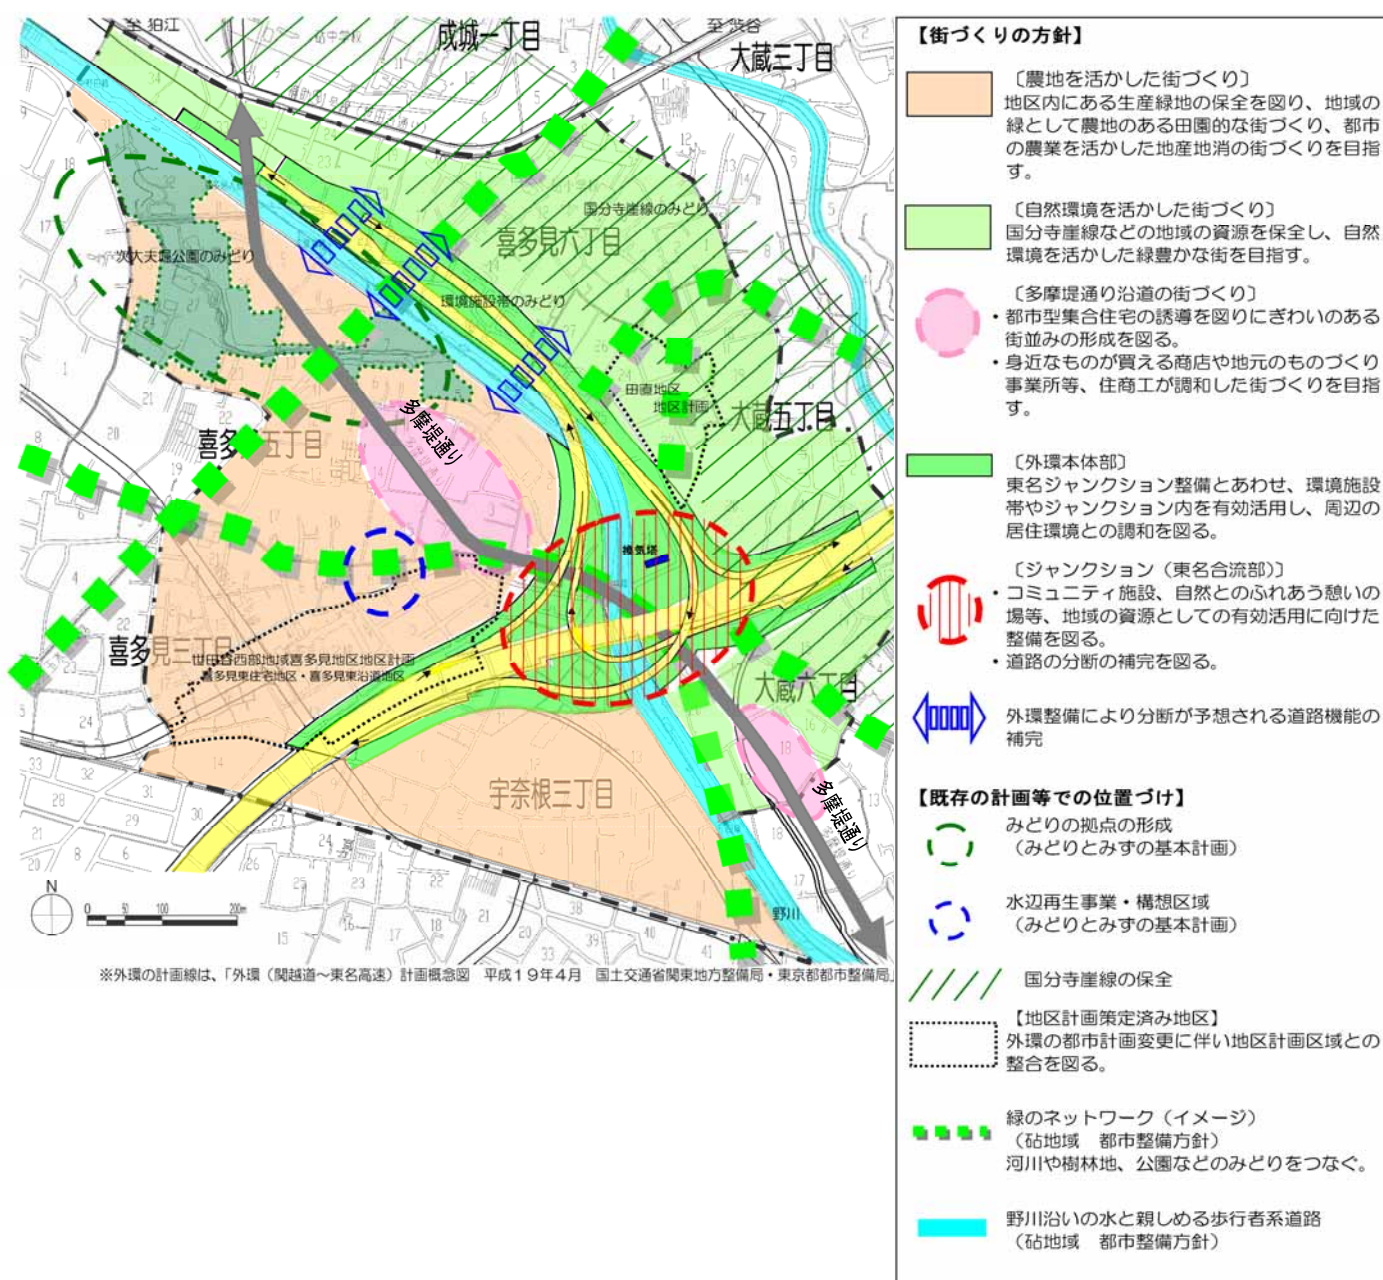 至 狛江
成城一丁目
至 渋谷
大蔵三丁目
国分寺崖線のみどり
喜多見六丁目
次大夫堀公園のみどり
環境施設帯のみどり
田直地区
地区計画
大蔵五丁目
多摩堤通り
喜多見五丁目
換気塔
喜多見三丁目
世田谷西部地域喜多見地区地区計画
喜多見東住宅地区・喜多見東沿道地区
大蔵六丁目
宇奈根三丁目
多摩堤通り
野川
N
0 50 100 200m
※外環の計画線は、「外環（関越道～東名高速）計画概念図 平成19年4月 国土交通省関東地方整備局・東京都都市整備局」
【街づくりの方針】
〔農地を活かした街づくり〕
地区内にある生産緑地の保全を図り、地域の
緑として農地のある田園的な街づくり、都市
の農業を活かした地産地消の街づくりを目指
す。
〔自然環境を活かした街づくり〕
国分寺崖線などの地域の資源を保全し、自然
環境を活かした緑豊かな街を目指す。
〔多摩堤通り沿道の街づくり〕
・都市型集合住宅の誘導を図りにぎわいのある
街並みの形成を図る。
・身近なものが買える商店や地元のものづくり
事業所等、住商工が調和した街づくりを目指
す。
〔外環本体部〕
東名ジャンクション整備とあわせ、環境施設
帯やジャンクション内を有効活用し、周辺の
居住環境との調和を図る。
〔ジャンクション（東名合流部）〕
・コミュニティ施設、自然とのふれあう憩いの
場等、地域の資源としての有効活用に向けた
整備を図る。
・道路の分断の補完を図る。
外環整備により分断が予想される道路機能の
補完
【既存の計画等での位置づけ】
みどりの拠点の形成
（みどりとみずの基本計画）
水辺再生事業・構想区域
（みどりとみずの基本計画）
国分寺崖線の保全
【地区計画策定済み地区】
外環の都市計画変更に伴い地区計画区域との
整合を図る。
緑のネットワーク（イメージ）
（砧地域 都市整備方針）
河川や樹林地、公園などのみどりをつなぐ。
野川沿いの水と親しめる歩行者系道路
（砧地域 都市整備方針）